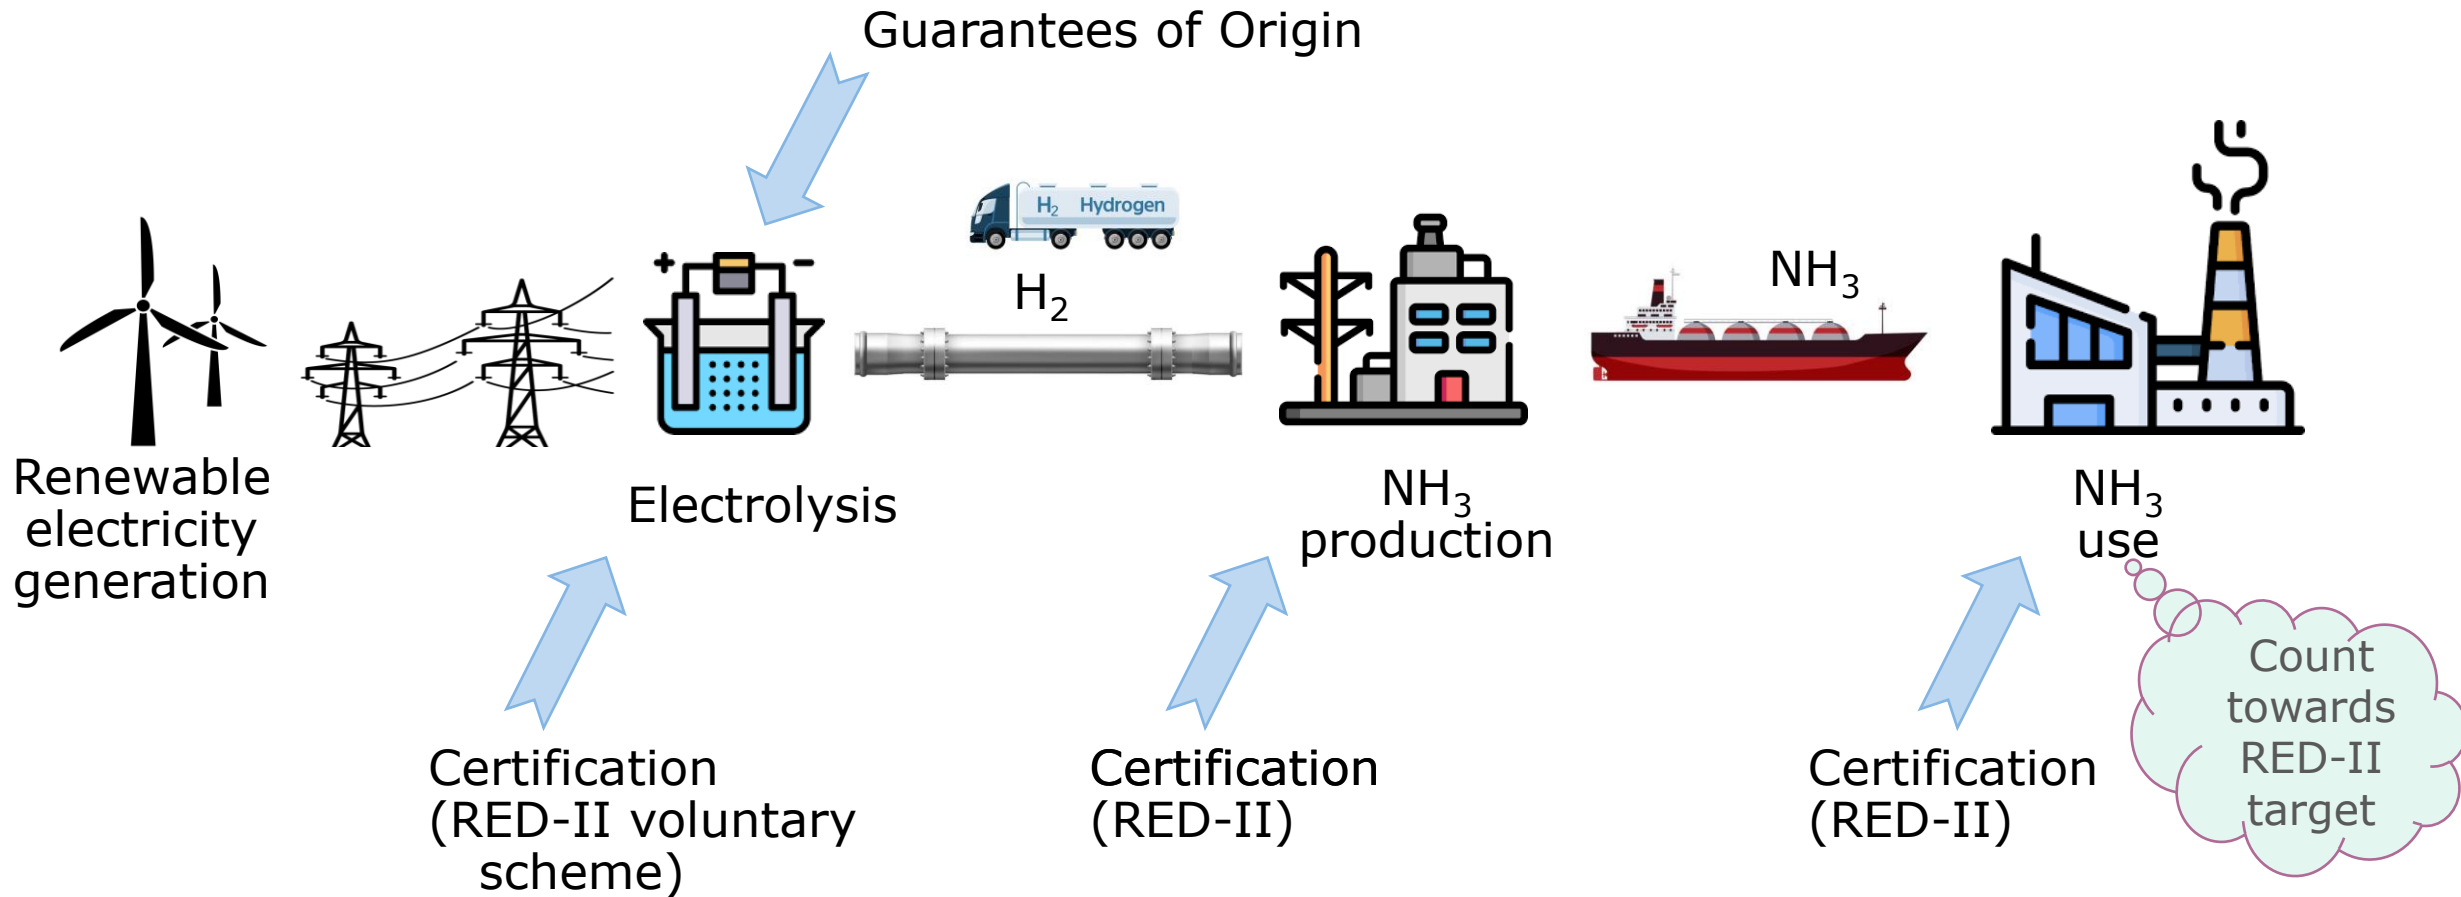 Guarantees of Origin
H₂ Hydrogen
H₂
NH₃
+
−
Renewable
electricity
generation
Electrolysis
NH₃
production
NH₃
use
Certification
(RED-II voluntary
scheme)
Certification
(RED-II)
Certification
(RED-II)
Count
towards
RED-II
target